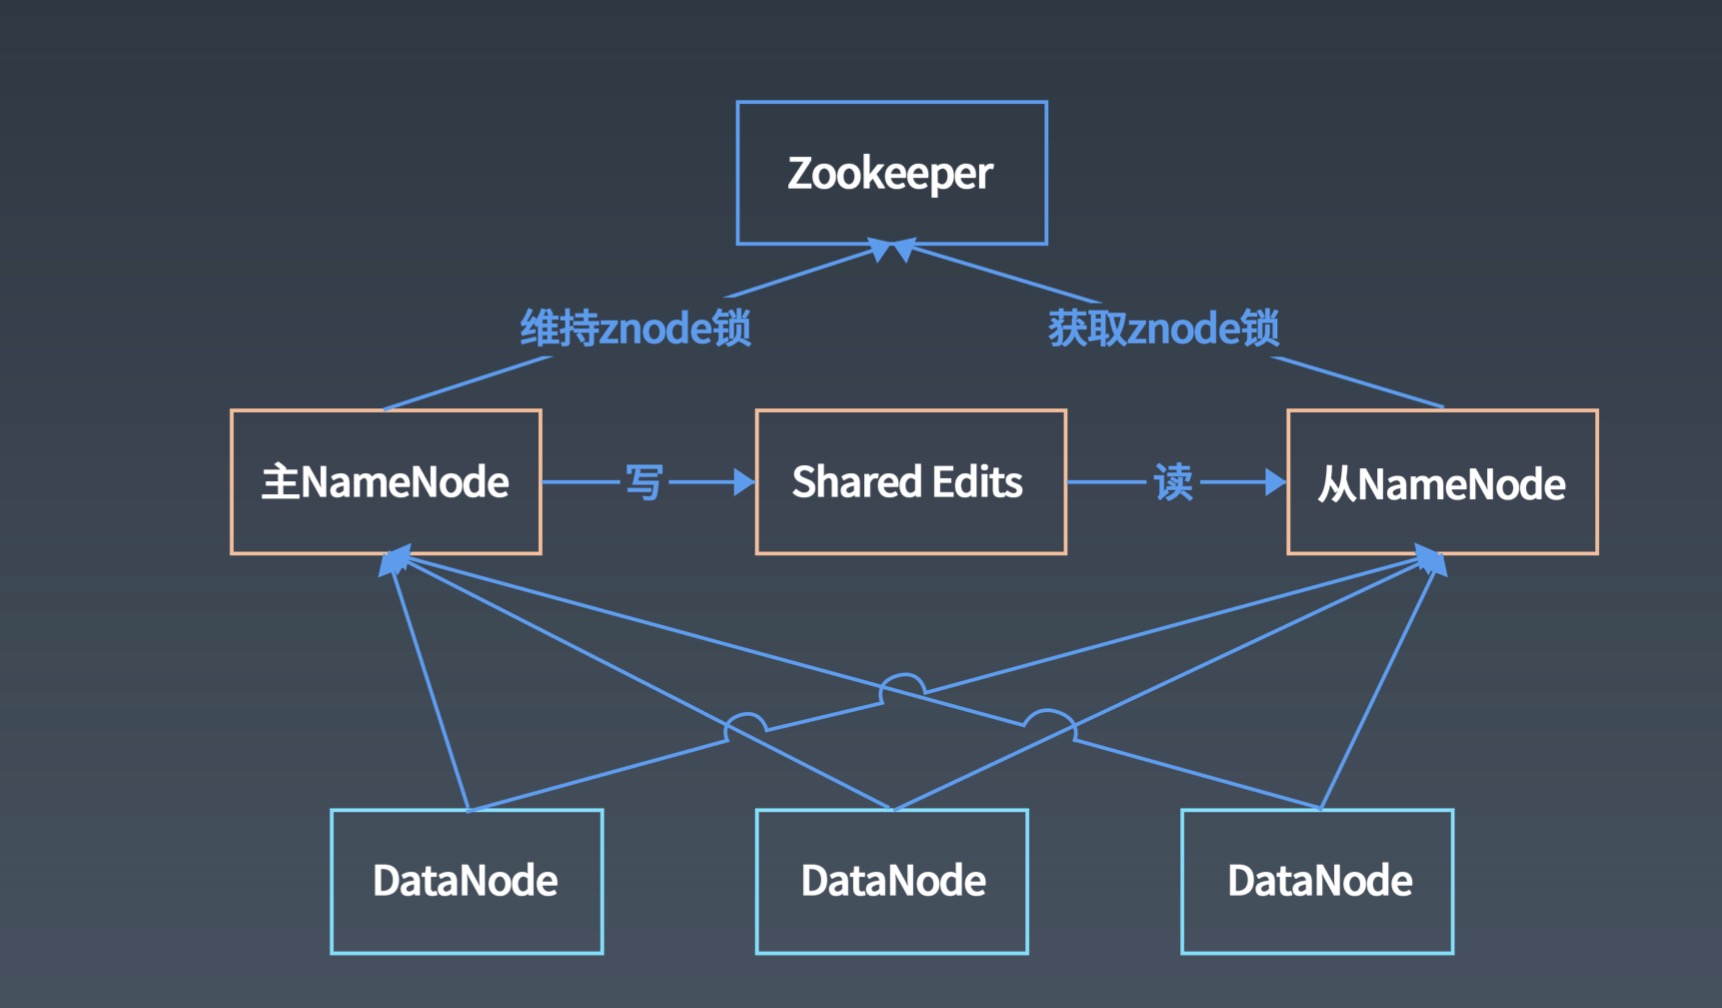 Zookeeper
维持znode锁
获取znode锁
主NameNode
写
Shared Edits
读
从NameNode
DataNode
DataNode
DataNode